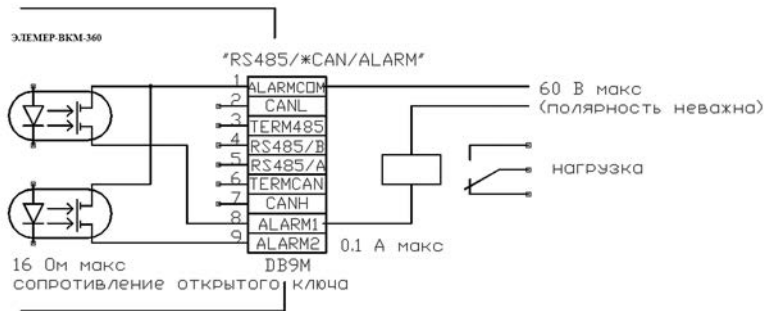 ЭЛЕМЕР-ВКМ-360
"RS485/*CAN/ALARM"
1 ALARMCOM
2 CANL
3 TERM485
4 RS485/B
5 RS485/A
6 TERMCAN
7 CANH
8 ALARM1
9 ALARM2
DB9M
60 В макс
(полярность неважна)
нагрузка
0.1 А макс
16 Ом макс
сопротивление открытого ключа